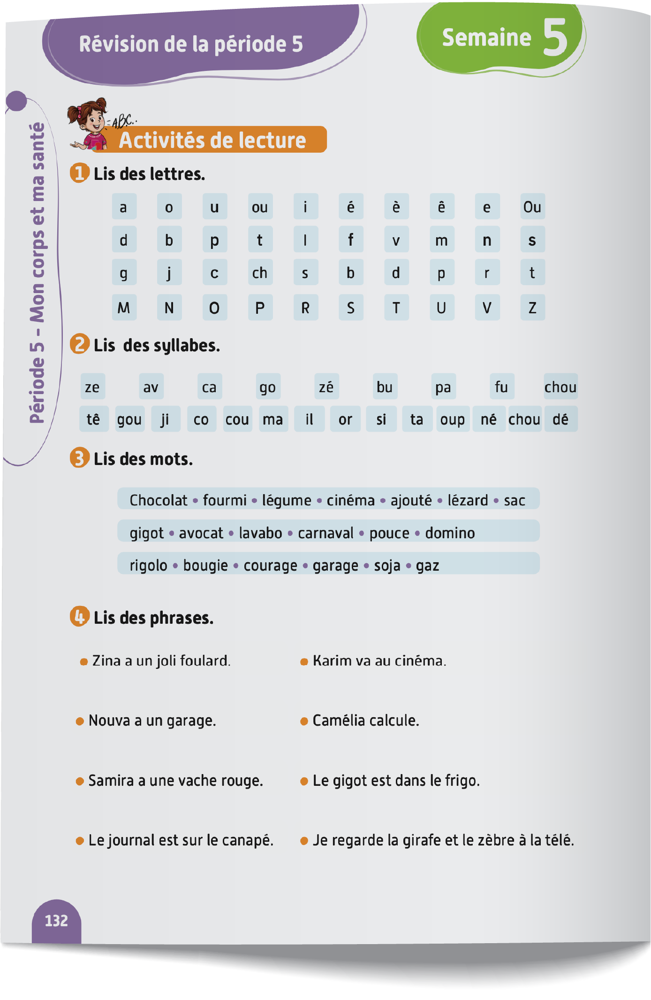 Révision de la période 5
Semaine 5
Période 5 – Mon corps et ma santé
A.B.C..
Activités de lecture
1 Lis des lettres.
a o u ou i é è ê e Ou
d b p t l f v m n s
g j c ch s b d p r t
M N O P R S T U V Z
2 Lis des syllabes.
ze av ca go zé bu pa fu chou
tê gou ji co cou ma il or si ta oup né chou dé
3 Lis des mots.
Chocolat • fourmi • légume • cinéma • ajouté • lézard • sac
gigot • avocat • lavabo • carnaval • pouce • domino
rigolo • bougie • courage • garage • soja • gaz
4 Lis des phrases.
• Zina a un joli foulard.
• Karim va au cinéma.
• Nouva a un garage.
• Camélia calcule.
• Samira a une vache rouge.
• Le gigot est dans le frigo.
• Le journal est sur le canapé.
• Je regarde la girafe et le zèbre à la télé.
132